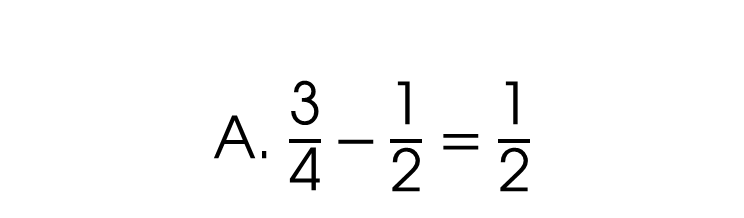 A. 3/4 − 1/2 = 1/2